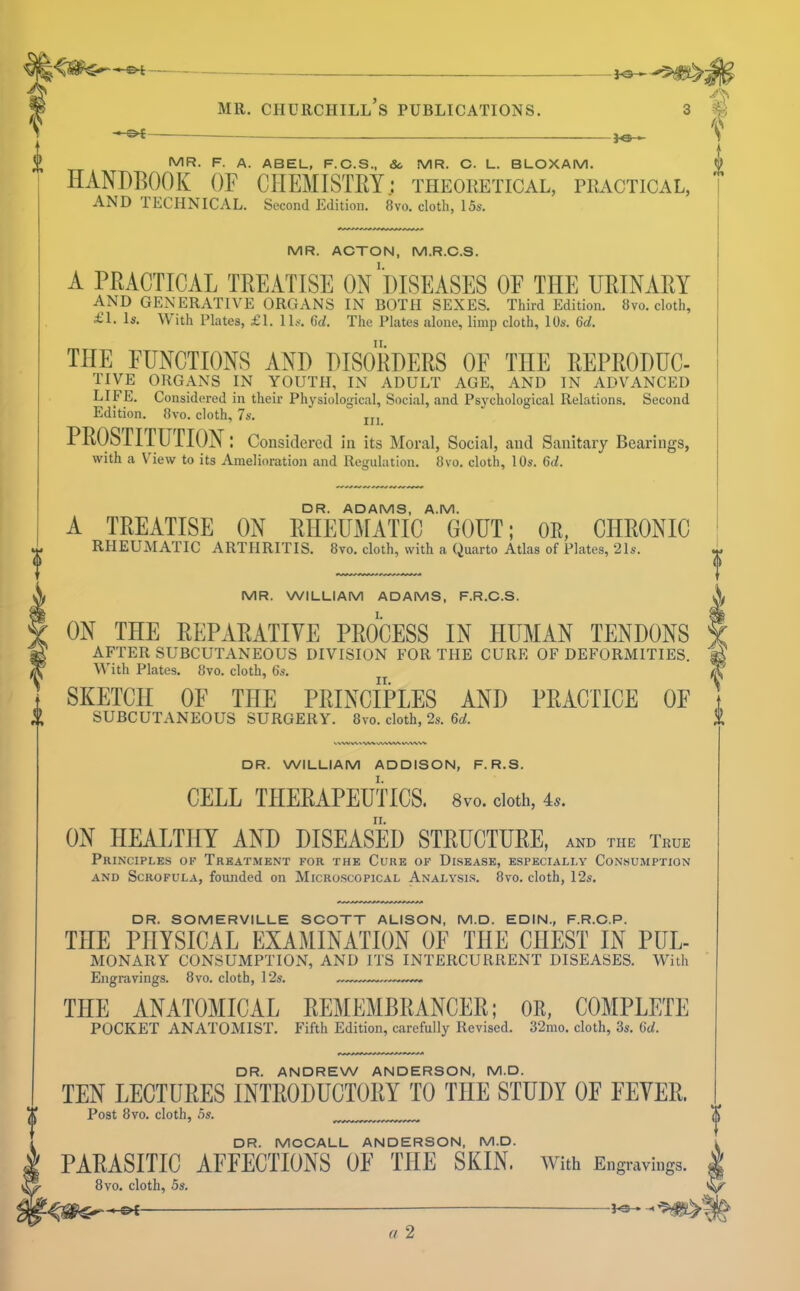 MR. CHURCHILL'S PUBLICATIONS. 3
MR. F. A. ABEL, F.C.S., & MR. C. L. BLOXAM.
HANDBOOK OF CHEMISTRY; THEORETICAL, PRACTICAL,
AND TECHNICAL. Second Edition. 8vo. cloth, 15s.
MR. ACTON, M.R.C.S.
I.
A PRACTICAL TREATISE ON DISEASES OF THE URINARY
AND GENERATIVE ORGANS IN BOTH SEXES. Third Edition. 8vo. cloth,
£1. 1s. With Plates, £1. 11s. 6d. The Plates alone, limp cloth, 10s. 6d.
II.
THE FUNCTIONS AND DISORDERS OF THE REPRODUC-
TIVE ORGANS IN YOUTH, IN ADULT AGE, AND IN ADVANCED
LIFE. Considered in their Physiological, Social, and Psychological Relations. Second
Edition. 8vo. cloth, 7s.
III.
PROSTITUTION: Considered in its Moral, Social, and Sanitary Bearings,
with a View to its Amelioration and Regulation. 8vo. cloth, 10s. 6d.
DR. ADAMS, A.M.
A TREATISE ON RHEUMATIC GOUT; OR, CHRONIC
RHEUMATIC ARTHRITIS. 8vo. cloth, with a Quarto Atlas of Plates, 21s.
MR. WILLIAM ADAMS, F.R.C.S.
I.
ON THE REPARATIVE PROCESS IN HUMAN TENDONS
AFTER SUBCUTANEOUS DIVISION FOR THE CURE OF DEFORMITIES.
With Plates. 8vo. cloth, 6s.
II.
SKETCH OF THE PRINCIPLES AND PRACTICE OF
SUBCUTANEOUS SURGERY. 8vo. cloth, 2s. 6d.
DR. WILLIAM ADDISON, F.R.S.
I.
CELL THERAPEUTICS. 8vo. cloth, 4s.
II.
ON HEALTHY AND DISEASED STRUCTURE, AND THE TRUE
PRINCIPLES OF TREATMENT FOR THE CURE OF DISEASE, ESPECIALLY CONSUMPTION
AND SCROFULA, founded on MICROSCOPICAL ANALYSIS. 8vo. cloth, 12s.
DR. SOMERVILLE SCOTT ALISON, M.D. EDIN., F.R.C.P.
THE PHYSICAL EXAMINATION OF THE CHEST IN PUL-
MONARY CONSUMPTION, AND ITS INTERCURRENT DISEASES. With
Engravings. 8vo. cloth, 12s.
THE ANATOMICAL REMEMBRANCER; OR, COMPLETE
POCKET ANATOMIST. Fifth Edition, carefully Revised. 32mo. cloth, 3s. 6d.
DR. ANDREW ANDERSON, M.D.
TEN LECTURES INTRODUCTORY TO THE STUDY OF FEVER.
Post 8vo. cloth, 5s.
DR. McCALL ANDERSON, M.D.
PARASITIC AFFECTIONS OF THE SKIN. With Engravings.
8vo. cloth, 5s.
a 2